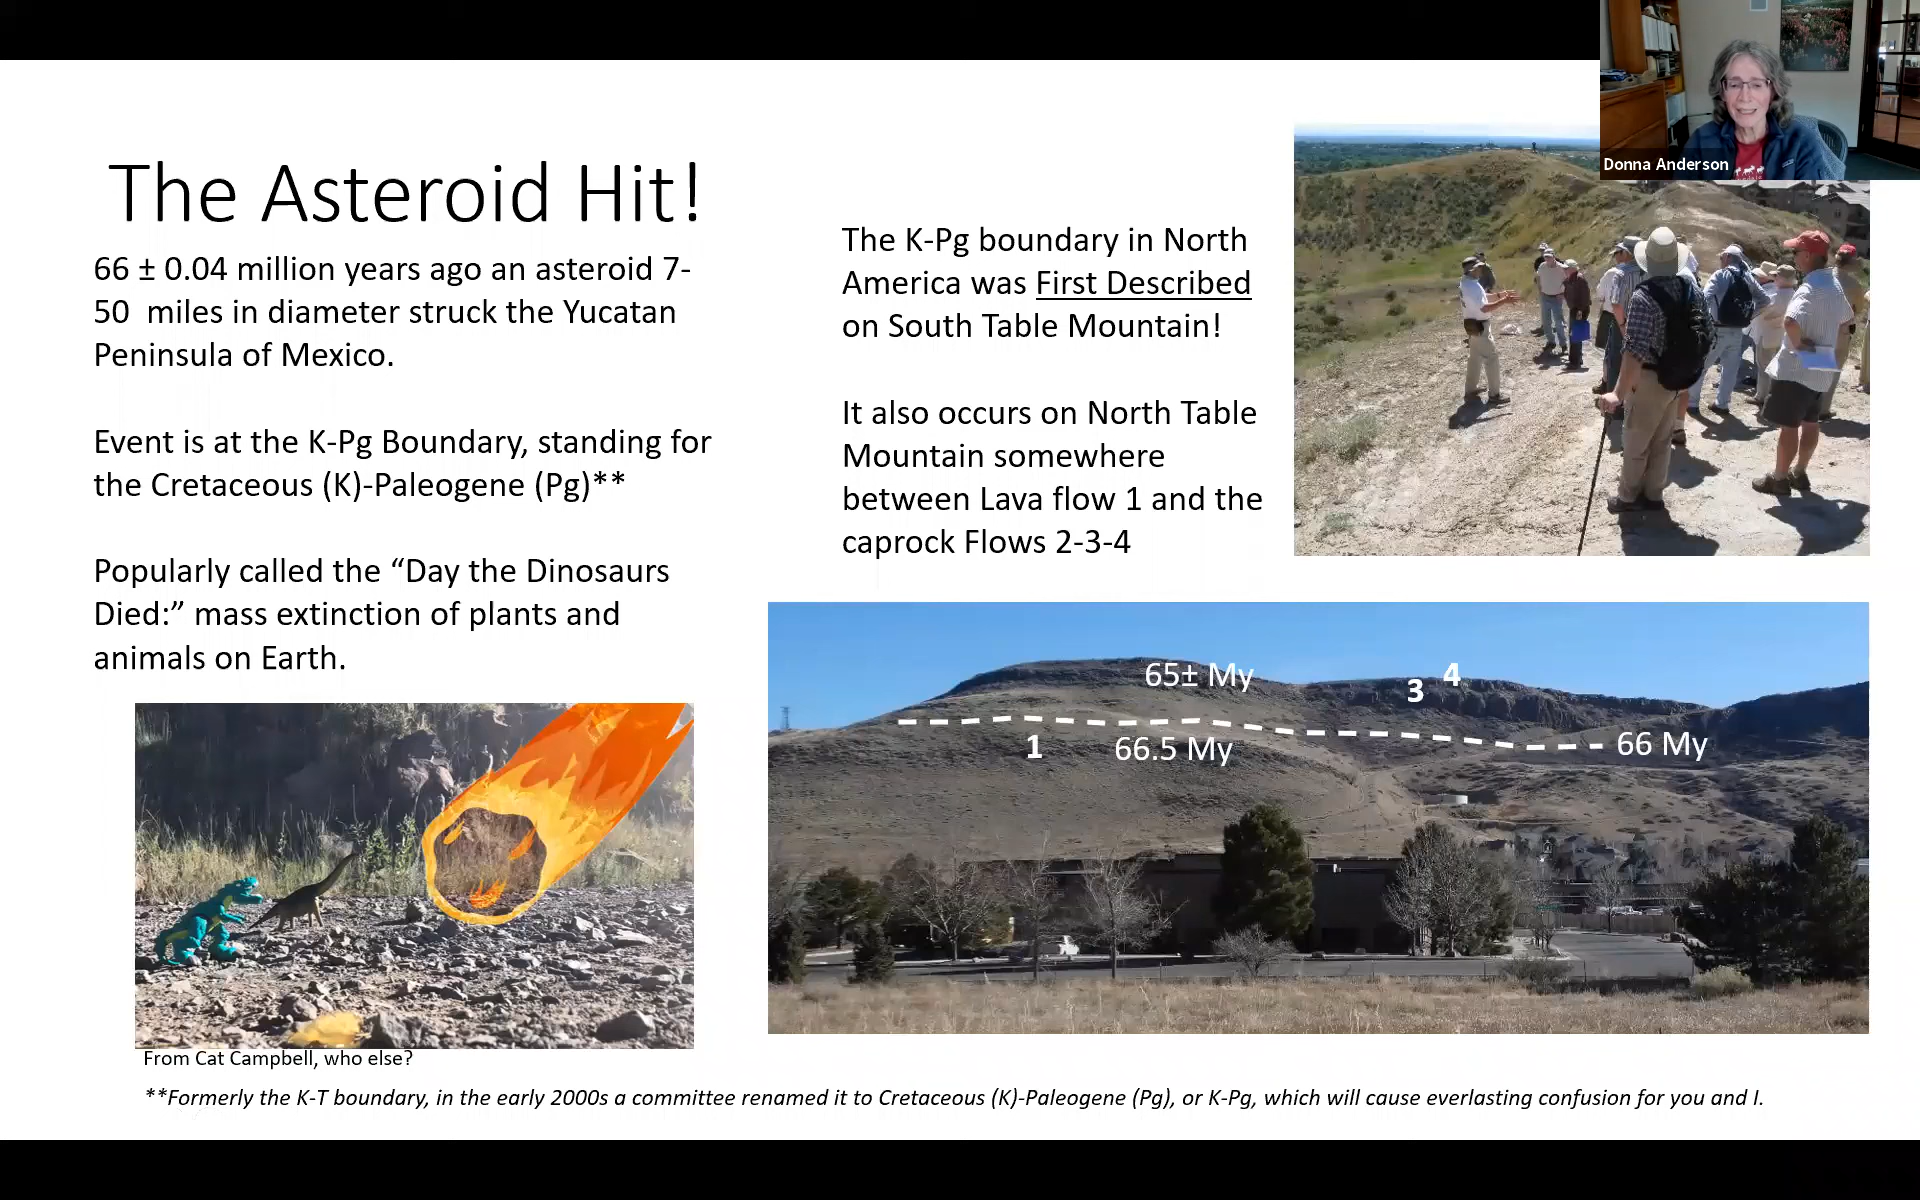 Donna Anderson
The Asteroid Hit!
66 ± 0.04 million years ago an asteroid 7-
50 miles in diameter struck the Yucatan
Peninsula of Mexico.
Event is at the K-Pg Boundary, standing for
the Cretaceous (K)-Paleogene (Pg)**
Popularly called the “Day the Dinosaurs
Died:” mass extinction of plants and
animals on Earth.
The K-Pg boundary in North
America was First Described
on South Table Mountain!
It also occurs on North Table
Mountain somewhere
between Lava flow 1 and the
caprock Flows 2-3-4
65± My
3
4
1
66.5 My
66 My
From Cat Campbell, who else?
**Formerly the K-T boundary, in the early 2000s a committee renamed it to Cretaceous (K)-Paleogene (Pg), or K-Pg, which will cause everlasting confusion for you and I.